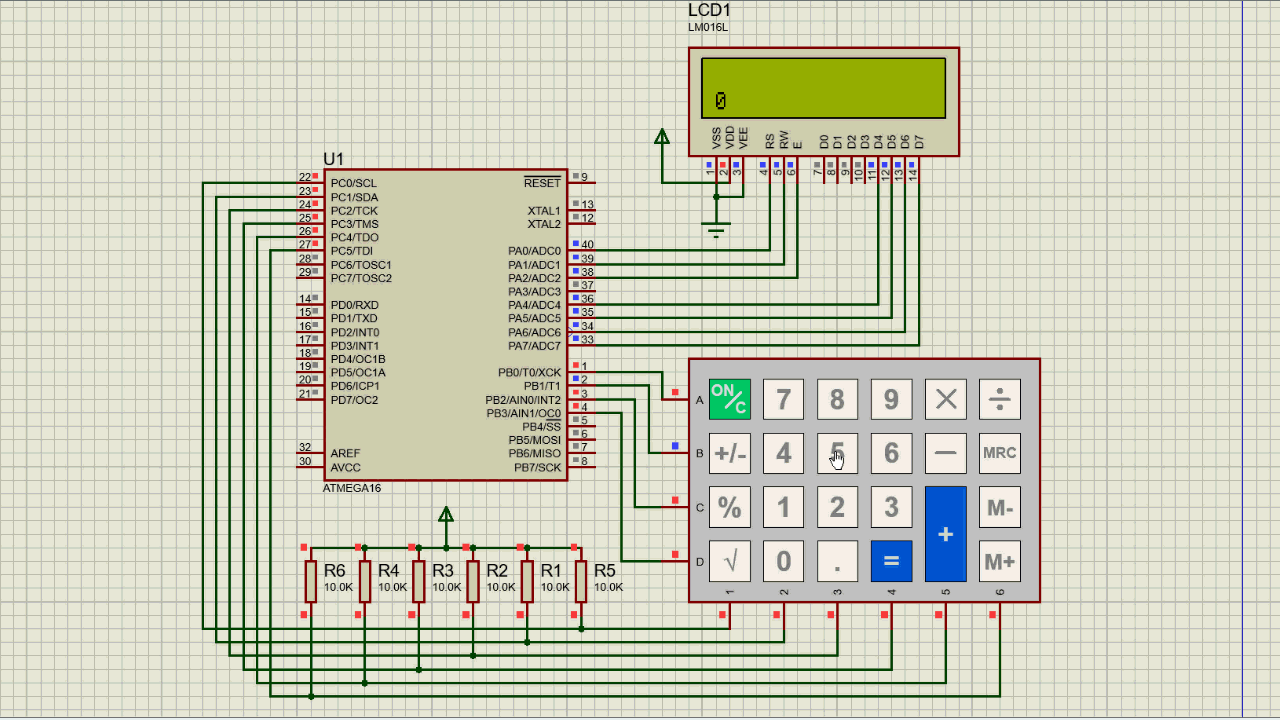 LCD1
LM016L
0
VSS VDD VEE RS RW E D0 D1 D2 D3 D4 D5 D6 D7
1 2 3 4 5 6 7 8 9 10 11 12 13 14
U1
22 PC0/SCL RESET 9
23 PC1/SDA
24 PC2/TCK XTAL1 13
25 PC3/TMS XTAL2 12
26 PC4/TDO
27 PC5/TDI PA0/ADC0 40
28 PC6/TOSC1 PA1/ADC1 39
29 PC7/TOSC2 PA2/ADC2 38
PA3/ADC3 37
14 PD0/RXD PA4/ADC4 36
15 PD1/TXD PA5/ADC5 35
16 PD2/INT0 PA6/ADC6 34
17 PD3/INT1 PA7/ADC7 33
18 PD4/OC1B
19 PD5/OC1A PB0/T0/XCK 1
20 PD6/ICP1 PB1/T1 2
21 PD7/OC2 PB2/AIN0/INT2 3
PB3/AIN1/OC0 4
PB4/SS 5
PB5/MOSI 6
32 AREF PB6/MISO 7
30 AVCC PB7/SCK 8
ATMEGA16
A ON/C 7 8 9 × ÷
B +/- 4 5 6 − MRC
C % 1 2 3 + M-
D √ 0 . = M+
1 2 3 4 5 6
R6 R4 R3 R2 R1 R5
10.0K 10.0K 10.0K 10.0K 10.0K 10.0K